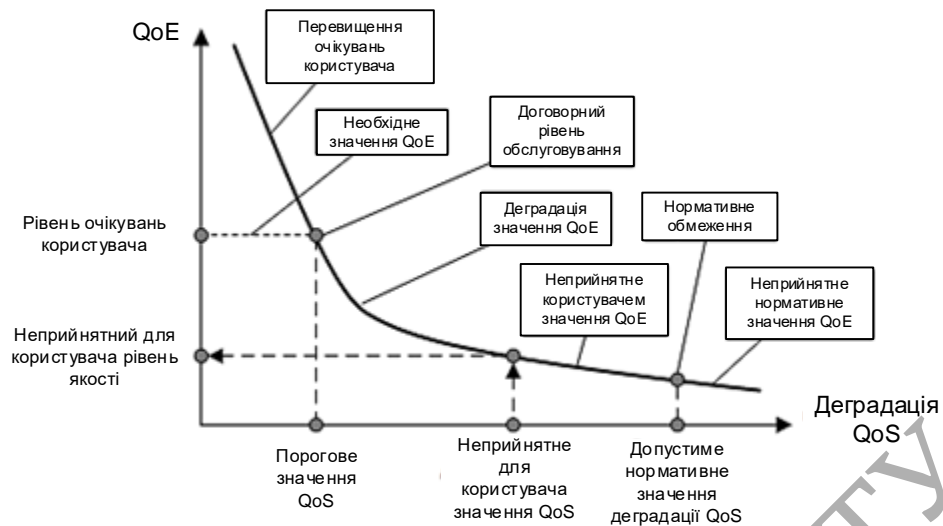 QoE
Перевищення
очікувань
користувача
Необхідне
значення QoE
Договорний
рівень
обслуговування
Рівень очікувань
користувача
Деградація
значення QoE
Нормативне
обмеження
Неприйнятне
користувачем
значення QoE
Неприйнятне
нормативне
значення QoE
Неприйнятний для
користувача рівень
якості
Деградація
QoS
Порогове
значення
QoS
Неприйнятне
для
користувача
значення QoS
Допустиме
нормативне
значення
деградації QoS
ТУ